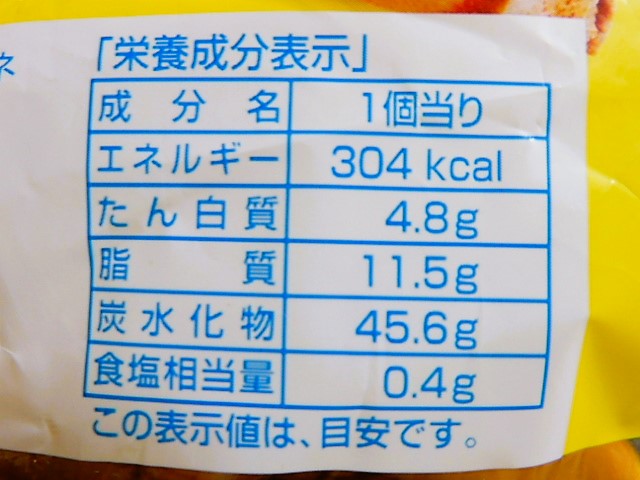 ネ
「栄養成分表示」
成分名 1個当り
エネルギー 304 kcal
たん白質 4.8g
脂質 11.5g
炭水化物 45.6g
食塩相当量 0.4g
この表示値は、目安です。